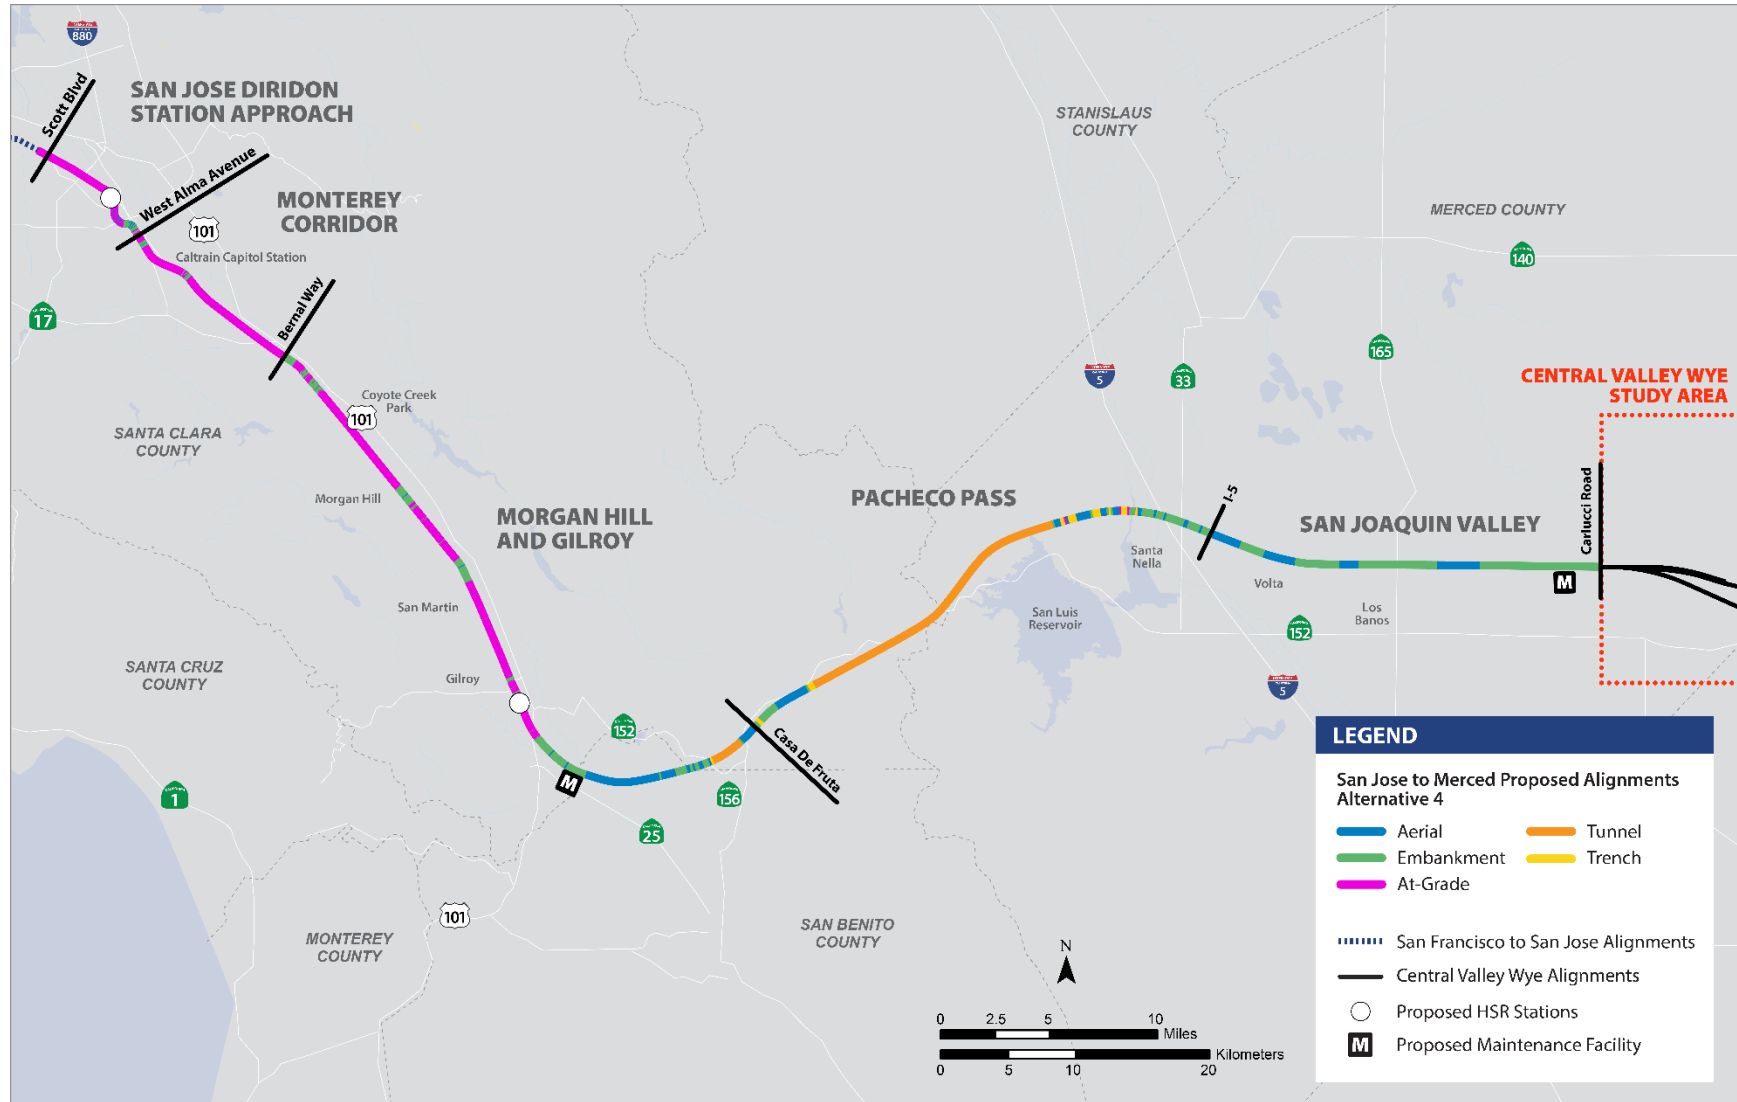 880
SAN JOSE DIRIDON
STATION APPROACH
Scott Blvd
West Alma Avenue
MONTEREY
CORRIDOR
101
Caltrain Capitol Station
17
Bernal Way
Coyote Creek
Park
101
SANTA CLARA
COUNTY
Morgan Hill
MORGAN HILL
AND GILROY
San Martin
SANTA CRUZ
COUNTY
Gilroy
152
1
M
156
25
Casa De Fruta
101
MONTEREY
COUNTY
SAN BENITO
COUNTY
STANISLAUS
COUNTY
MERCED COUNTY
140
165
5
33
CENTRAL VALLEY WYE
STUDY AREA
PACHECO PASS
I-5
SAN JOAQUIN VALLEY
Carlucci Road
Santa
Nella
Volta
M
San Luis
Reservoir
Los
Banos
152
5
N
0 2.5 5 10
Miles
Kilometers
0 5 10 20
LEGEND
San Jose to Merced Proposed Alignments
Alternative 4
Aerial
Tunnel
Embankment
Trench
At-Grade
San Francisco to San Jose Alignments
Central Valley Wye Alignments
Proposed HSR Stations
M Proposed Maintenance Facility